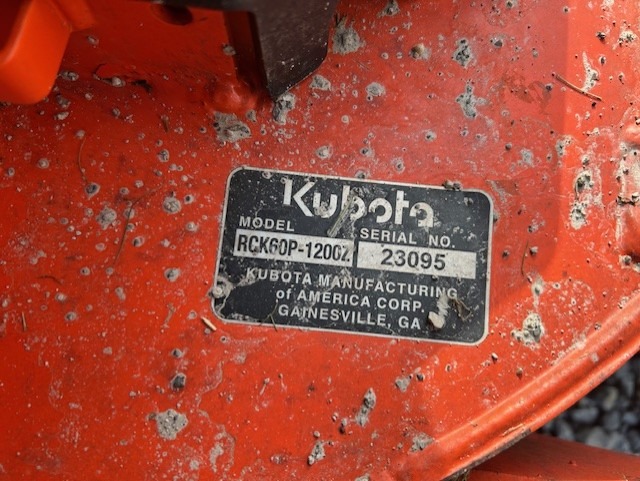 Kubota
MODEL SERIAL NO.
RCK60P-1200Z 23095
KUBOTA MANUFACTURING
of AMERICA CORP.
GAINESVILLE, GA